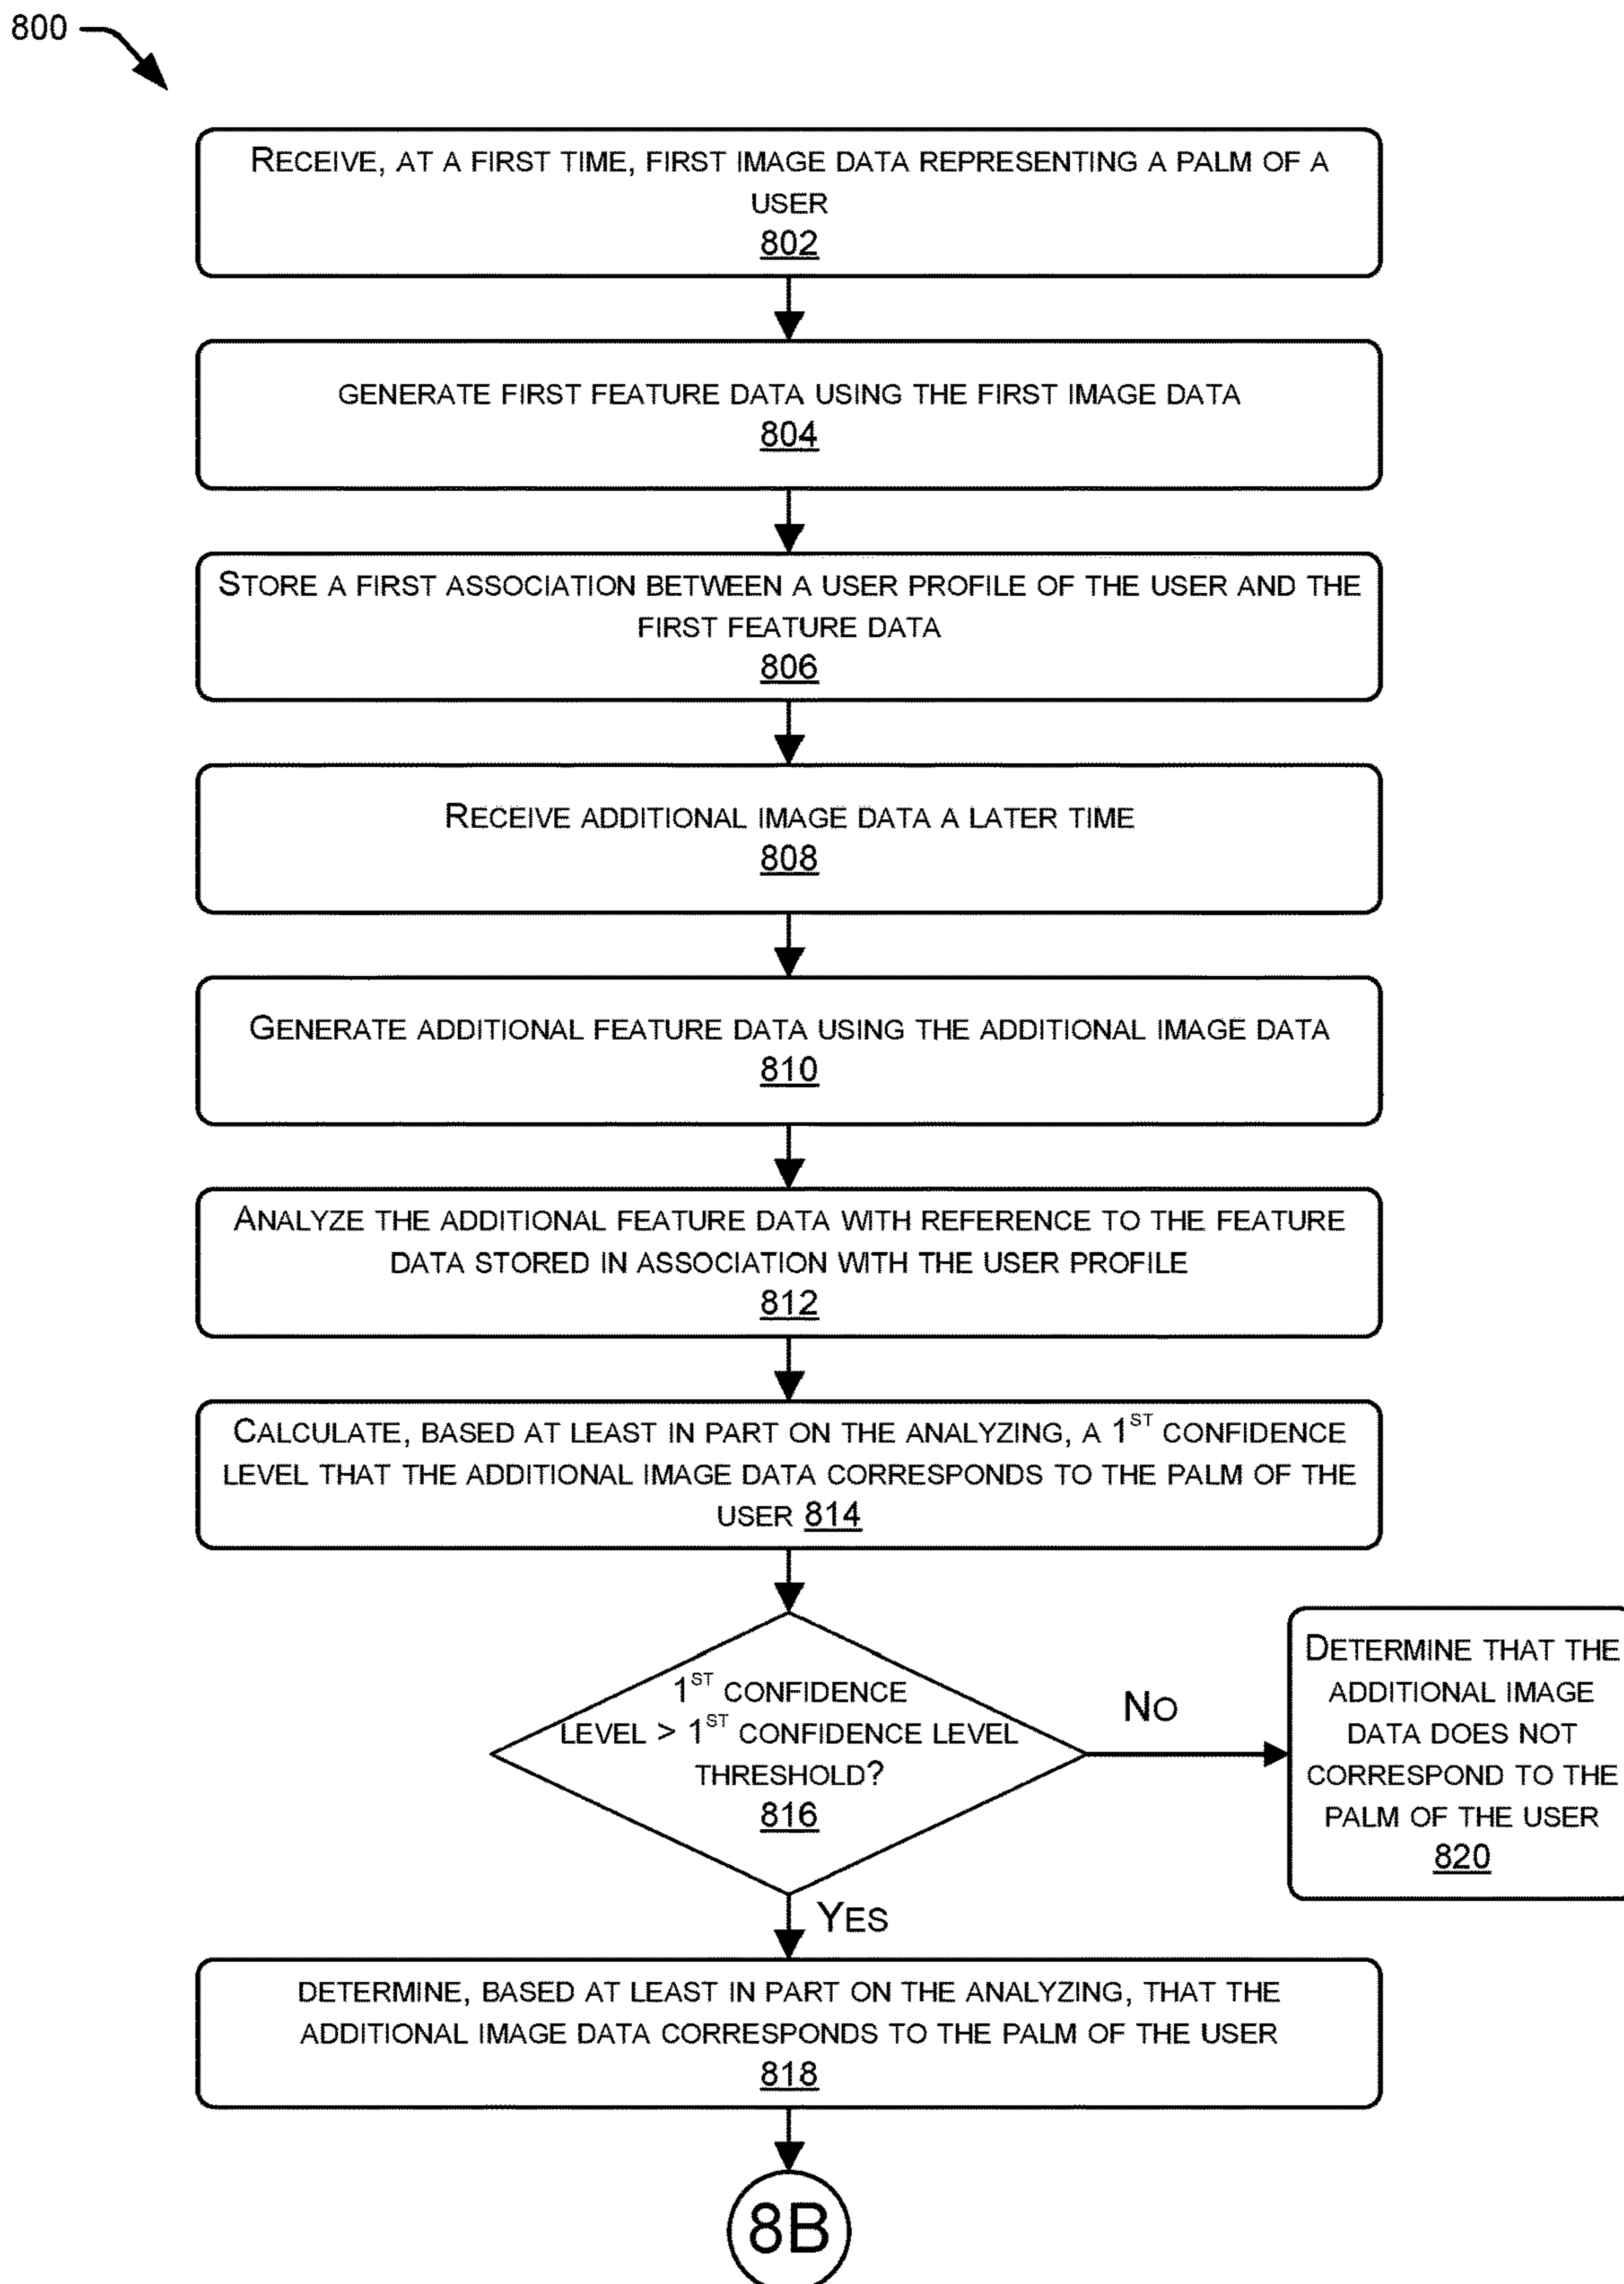 800
RECEIVE, AT A FIRST TIME, FIRST IMAGE DATA REPRESENTING A PALM OF A
USER
802
GENERATE FIRST FEATURE DATA USING THE FIRST IMAGE DATA
804
STORE A FIRST ASSOCIATION BETWEEN A USER PROFILE OF THE USER AND THE
FIRST FEATURE DATA
806
RECEIVE ADDITIONAL IMAGE DATA A LATER TIME
808
GENERATE ADDITIONAL FEATURE DATA USING THE ADDITIONAL IMAGE DATA
810
ANALYZE THE ADDITIONAL FEATURE DATA WITH REFERENCE TO THE FEATURE
DATA STORED IN ASSOCIATION WITH THE USER PROFILE
812
CALCULATE, BASED AT LEAST IN PART ON THE ANALYZING, A 1ST CONFIDENCE
LEVEL THAT THE ADDITIONAL IMAGE DATA CORRESPONDS TO THE PALM OF THE
USER 814
1ST CONFIDENCE
LEVEL > 1ST CONFIDENCE LEVEL
THRESHOLD?
816
NO
DETERMINE THAT THE
ADDITIONAL IMAGE
DATA DOES NOT
CORRESPOND TO THE
PALM OF THE USER
820
YES
DETERMINE, BASED AT LEAST IN PART ON THE ANALYZING, THAT THE
ADDITIONAL IMAGE DATA CORRESPONDS TO THE PALM OF THE USER
818
8B